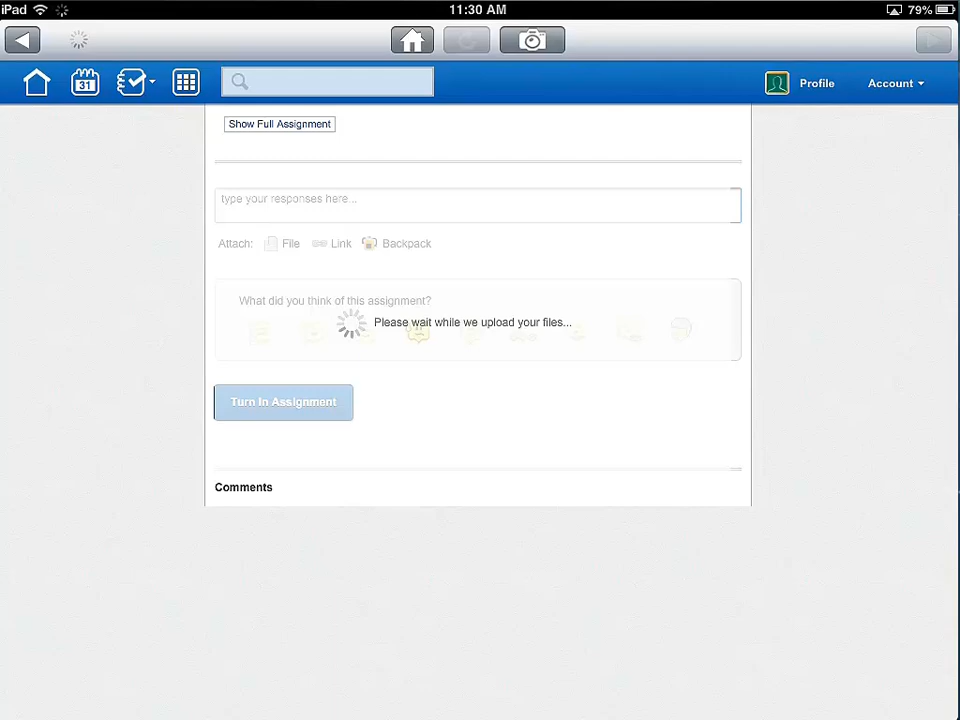 iPad 11:30 AM 79%
31 Profile Account
Show Full Assignment
type your responses here...
Attach: File Link Backpack
What did you think of this assignment?
Please wait while we upload your files...
Turn In Assignment
Comments